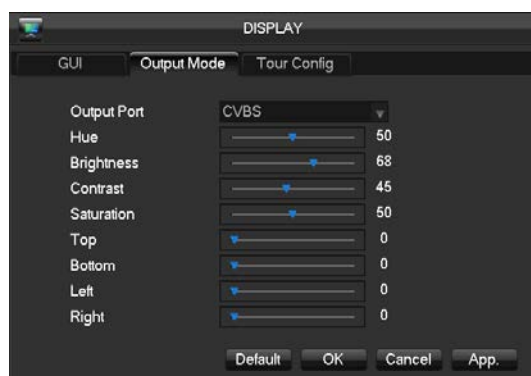 DISPLAY
GUI Output Mode Tour Config
Output Port CVBS
Hue 50
Brightness 68
Contrast 45
Saturation 50
Top 0
Bottom 0
Left 0
Right 0
Default OK Cancel App.